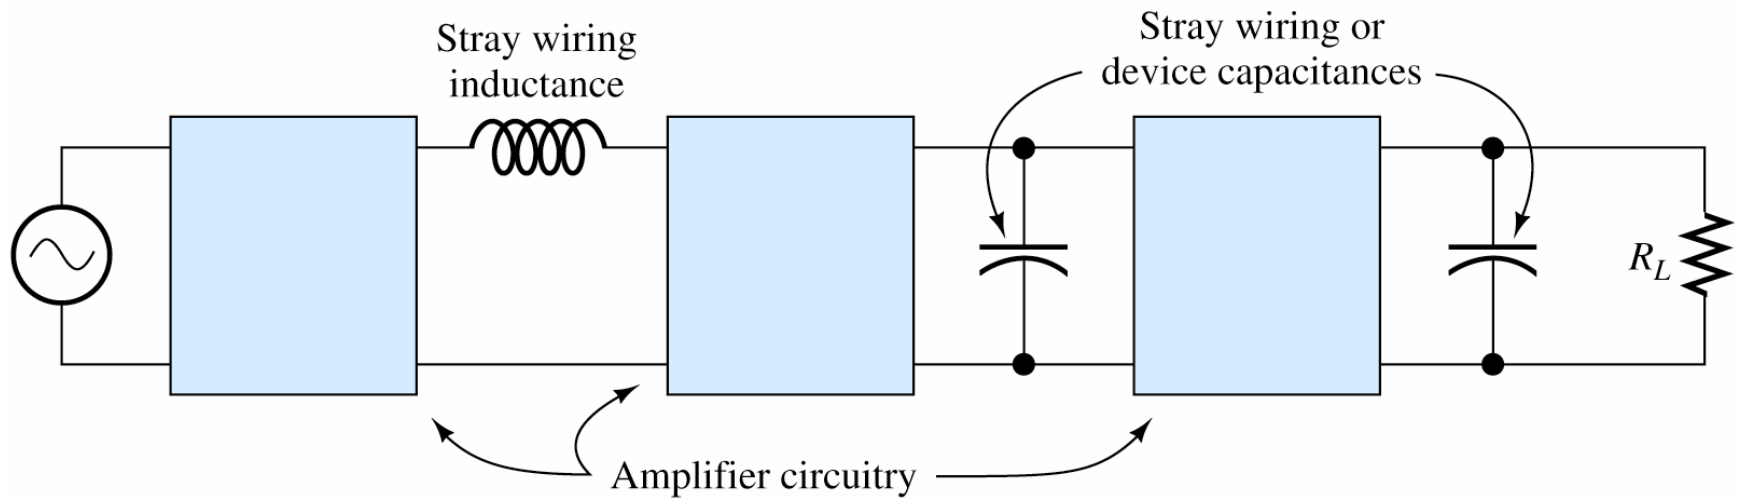 Stray wiring
inductance
Stray wiring or
device capacitances
R_L
Amplifier circuitry